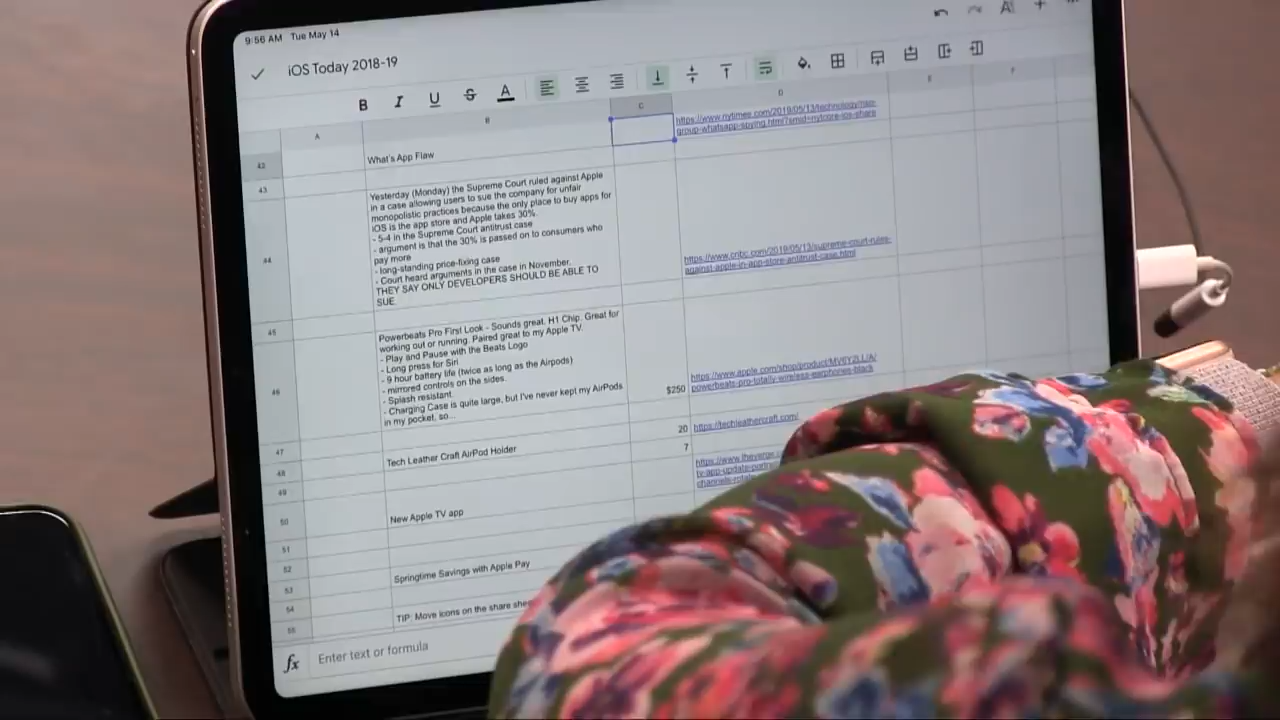 9:56 AM Tue May 14
iOS Today 2018-19
B I U S A
A B C D E F
https://www.nytimes.com/2019/05/13/technology/nso-
group-whatsapp-spying.html?smid=nytcore-ios-share
42 What's App Flaw
43
Yesterday (Monday) the Supreme Court ruled against Apple
in a case allowing users to sue the company for unfair
monopolistic practices because the only place to buy apps for
iOS is the app store and Apple takes 30%.
- 5-4 in the Supreme Court antitrust case
- argument is that the 30% is passed on to consumers who
pay more
- long-standing price-fixing case
- Court heard arguments in the case in November.
THEY SAY ONLY DEVELOPERS SHOULD BE ABLE TO
SUE.
44
https://www.cnbc.com/2019/05/13/supreme-court-rules-
against-apple-in-app-store-antitrust-case.html
45
Powerbeats Pro First Look - Sounds great. H1 Chip. Great for
working out or running. Paired great to my Apple TV.
- Play and Pause with the Beats Logo
- Long press for Siri
- 9 hour battery life (twice as long as the Airpods)
- mirrored controls on the sides.
- Splash resistant.
- Charging Case is quite large, but I've never kept my AirPods
in my pocket, so...
46
$250
https://www.apple.com/shop/product/MV6Y2LL/A/
powerbeats-pro-totally-wireless-earphones-black
47 Tech Leather Craft AirPod Holder 20 https://techleathercraft.com/
48 7
49
https://www.theverge.
tv-app-update-portr
channels-rokute
50 New Apple TV app
51
52 Springtime Savings with Apple Pay
53
54 TIP: Move icons on the share shee
55
fx Enter text or formula